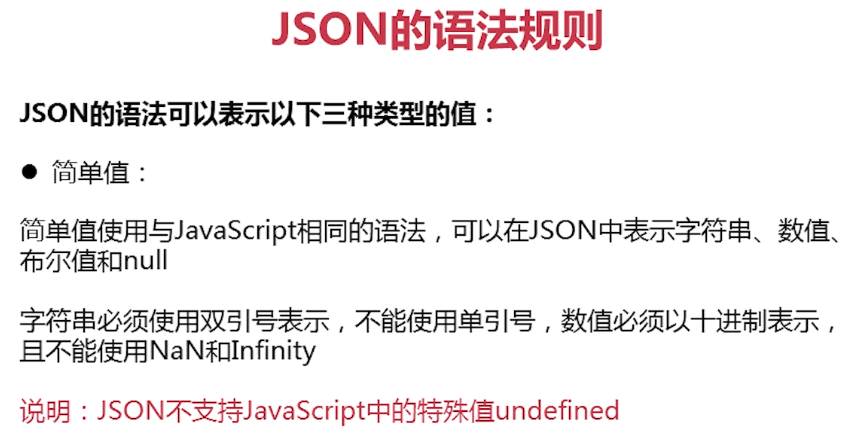 JSON的语法规则
JSON的语法可以表示以下三种类型的值：
● 简单值：
简单值使用与JavaScript相同的语法，可以在JSON中表示字符串、数值、
布尔值和null
字符串必须使用双引号表示，不能使用单引号，数值必须以十进制表示，
且不能使用NaN和Infinity
说明：JSON不支持JavaScript中的特殊值undefined